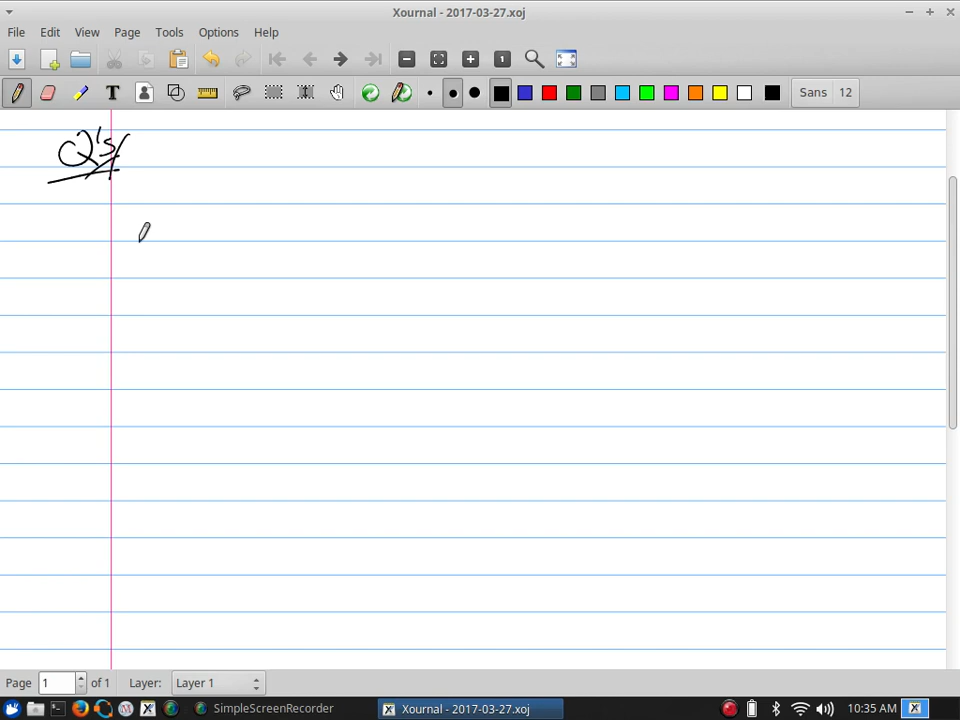 Xournal - 2017-03-27.xoj
File Edit View Page Tools Options Help
1
T
Sans 12
Q's
Page 1 of 1 Layer: Layer 1
SimpleScreenRecorder
Xournal - 2017-03-27.xoj
10:35 AM